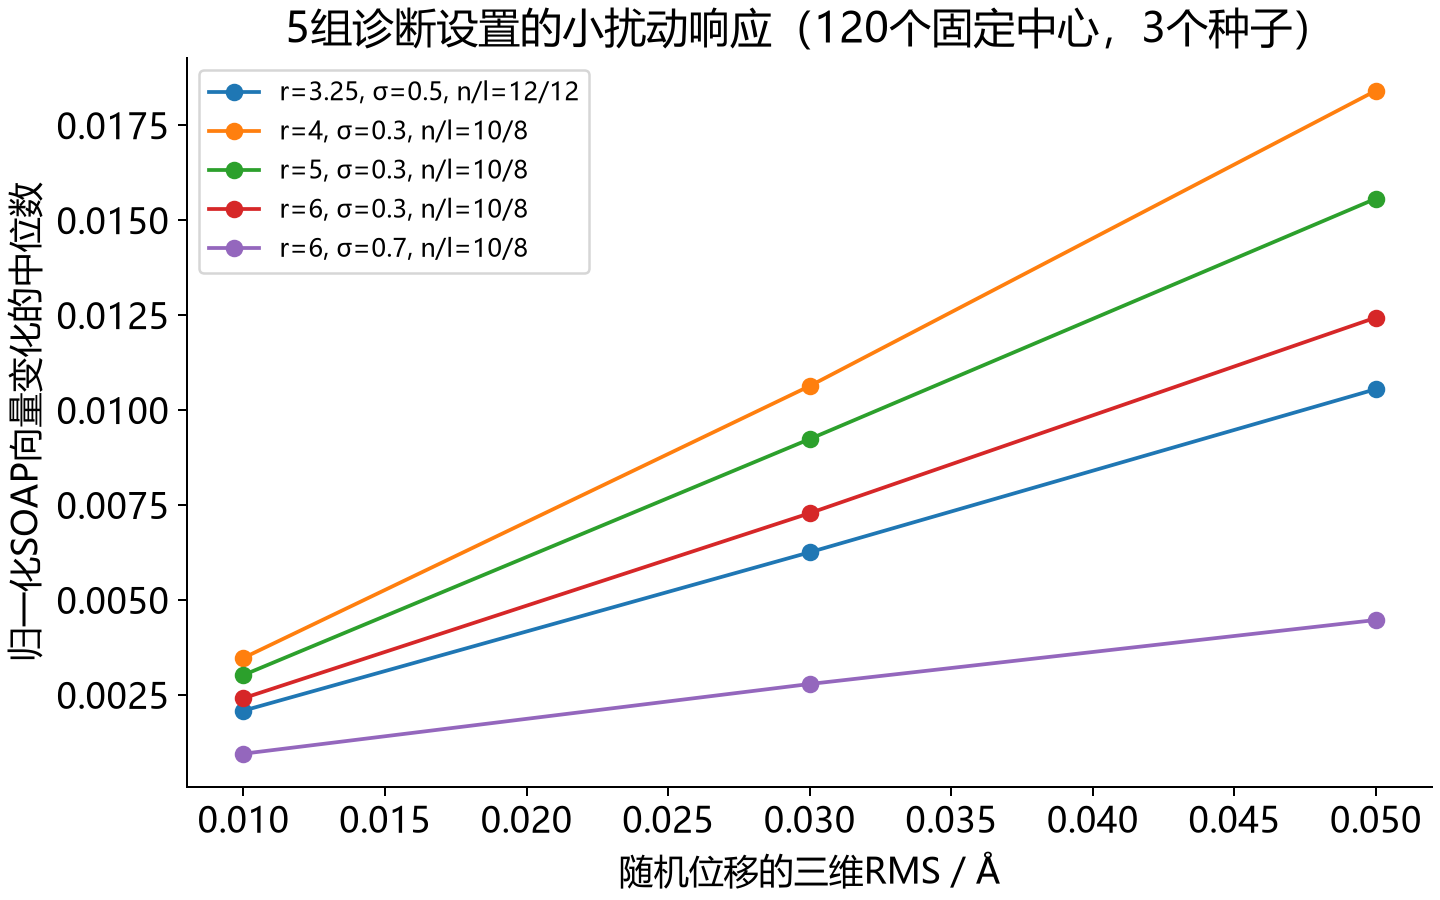 5组诊断设置的小扰动响应（120个固定中心，3个种子）
r=3.25, σ=0.5, n/l=12/12
r=4, σ=0.3, n/l=10/8
r=5, σ=0.3, n/l=10/8
r=6, σ=0.3, n/l=10/8
r=6, σ=0.7, n/l=10/8
归一化SOAP向量变化的中位数
0.0175
0.0150
0.0125
0.0100
0.0075
0.0050
0.0025
0.010 0.015 0.020 0.025 0.030 0.035 0.040 0.045 0.050
随机位移的三维RMS / Å